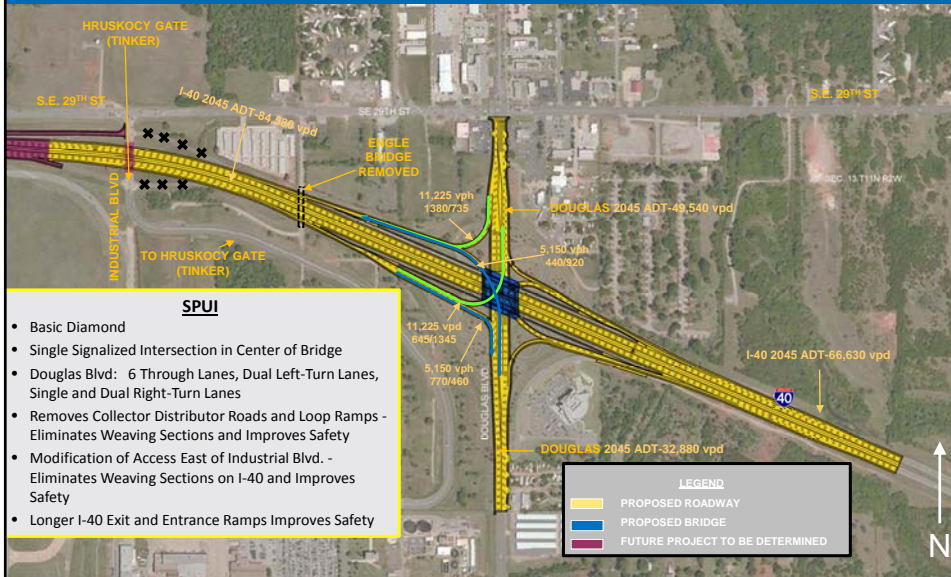 HRUSKOCY GATE
(TINKER)
S.E. 29TH ST
I-40 2045 ADT-84,580 vpd
SE 29TH ST
S.E. 29TH ST
ENGLE
BRIDGE
REMOVED
SEC. 13 T11N R2W
11,225 vph
1380/735
DOUGLAS 2045 ADT-49,540 vpd
INDUSTRIAL BLVD
TO HRUSKOCY GATE
(TINKER)
5,150 vph
440/920
SPUI
• Basic Diamond
• Single Signalized Intersection in Center of Bridge
• Douglas Blvd: 6 Through Lanes, Dual Left-Turn Lanes,
Single and Dual Right-Turn Lanes
• Removes Collector Distributor Roads and Loop Ramps -
Eliminates Weaving Sections and Improves Safety
• Modification of Access East of Industrial Blvd. -
Eliminates Weaving Sections on I-40 and Improves
Safety
• Longer I-40 Exit and Entrance Ramps Improves Safety
11,225 vpd
645/1345
5,150 vph
770/460
DOUGLAS BLVD
I-40 2045 ADT-66,630 vpd
40
DOUGLAS 2045 ADT-32,880 vpd
LEGEND
PROPOSED ROADWAY
PROPOSED BRIDGE
FUTURE PROJECT TO BE DETERMINED
N